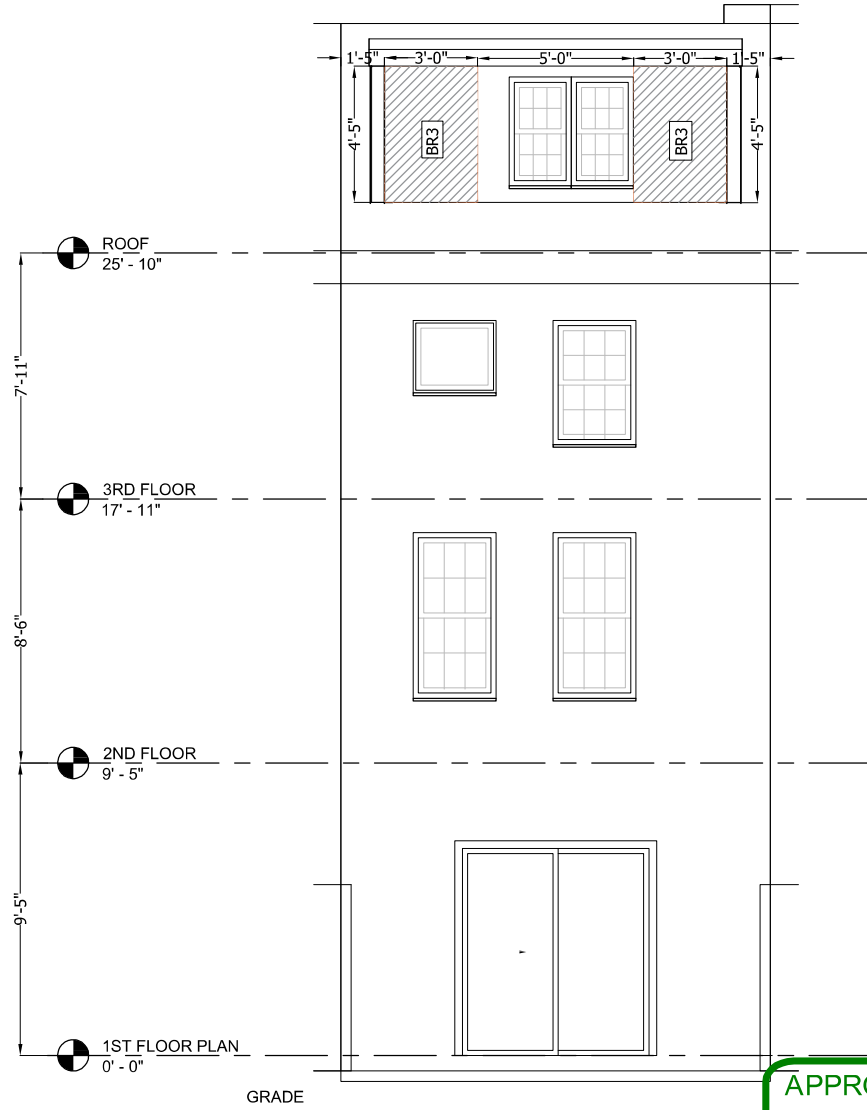 1'-5" 3'-0" 5'-0" 3'-0" 1'-5"
4'-5"
BR3
BR3
4'-5"
ROOF
25' - 10"
7'-11"
3RD FLOOR
17' - 11"
8'-6"
2ND FLOOR
9' - 5"
9'-5"
1ST FLOOR PLAN
0' - 0"
GRADE
APPRO